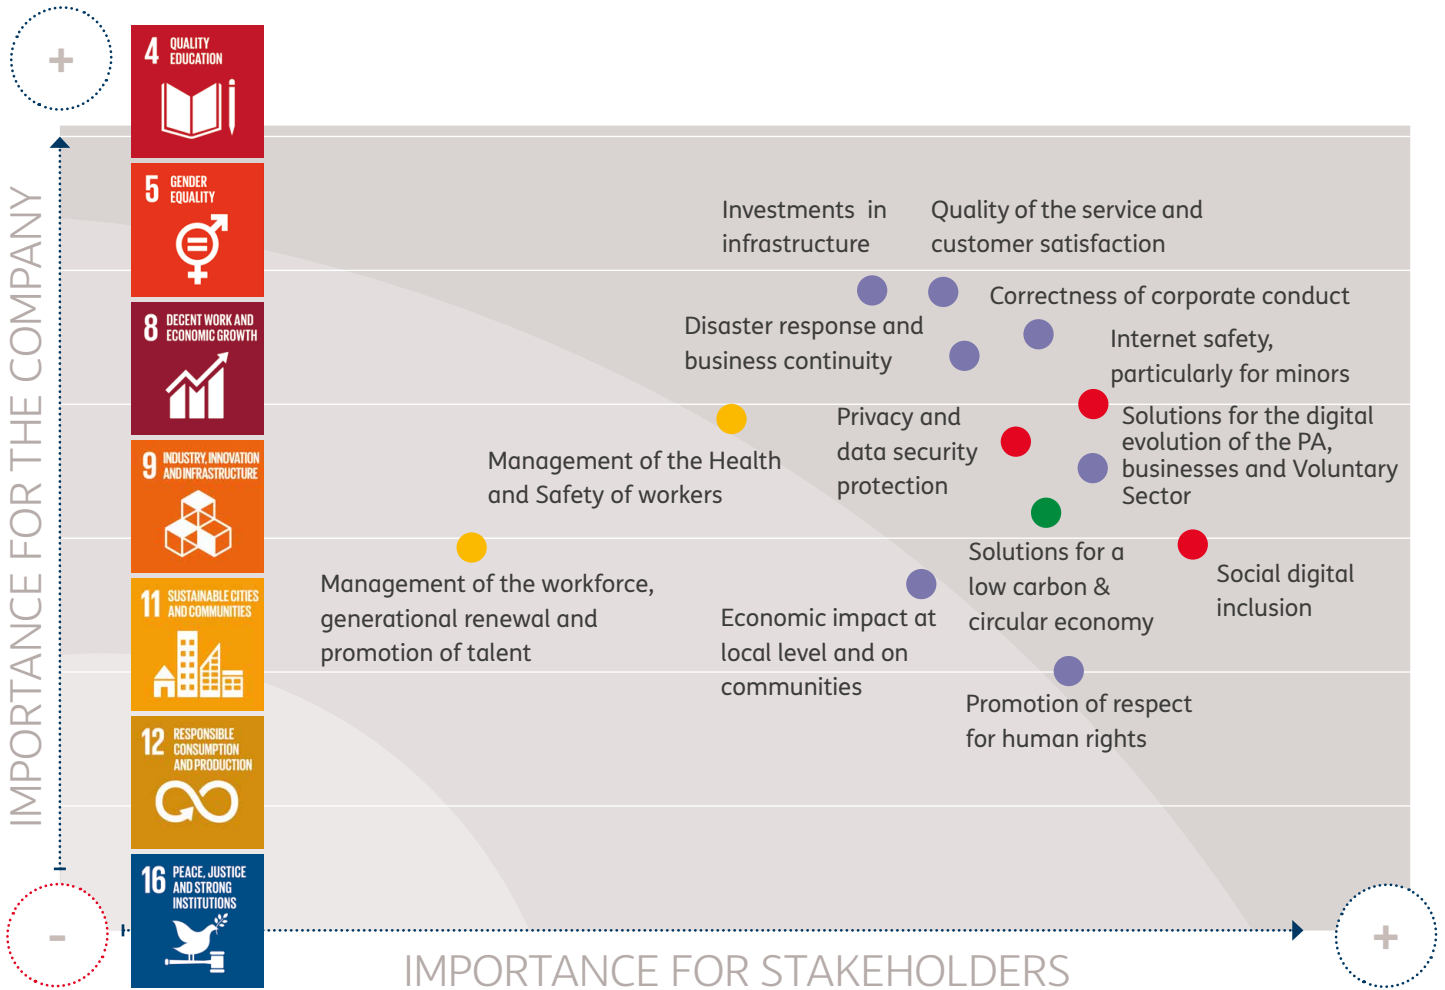 +
4 QUALITY
EDUCATION
5 GENDER
EQUALITY
8 DECENT WORK AND
ECONOMIC GROWTH
9 INDUSTRY, INNOVATION
AND INFRASTRUCTURE
11 SUSTAINABLE CITIES
AND COMMUNITIES
12 RESPONSIBLE
CONSUMPTION
AND PRODUCTION
16 PEACE, JUSTICE
AND STRONG
INSTITUTIONS
IMPORTANCE FOR THE COMPANY
Investments in
infrastructure
Quality of the service and
customer satisfaction
Correctness of corporate conduct
Disaster response and
business continuity
Internet safety,
particularly for minors
Privacy and
data security
protection
Solutions for the digital
evolution of the PA,
businesses and Voluntary
Sector
Management of the Health
and Safety of workers
Solutions for a
low carbon &
circular economy
Social digital
inclusion
Management of the workforce,
generational renewal and
promotion of talent
Economic impact at
local level and on
communities
Promotion of respect
for human rights
-
+
IMPORTANCE FOR STAKEHOLDERS